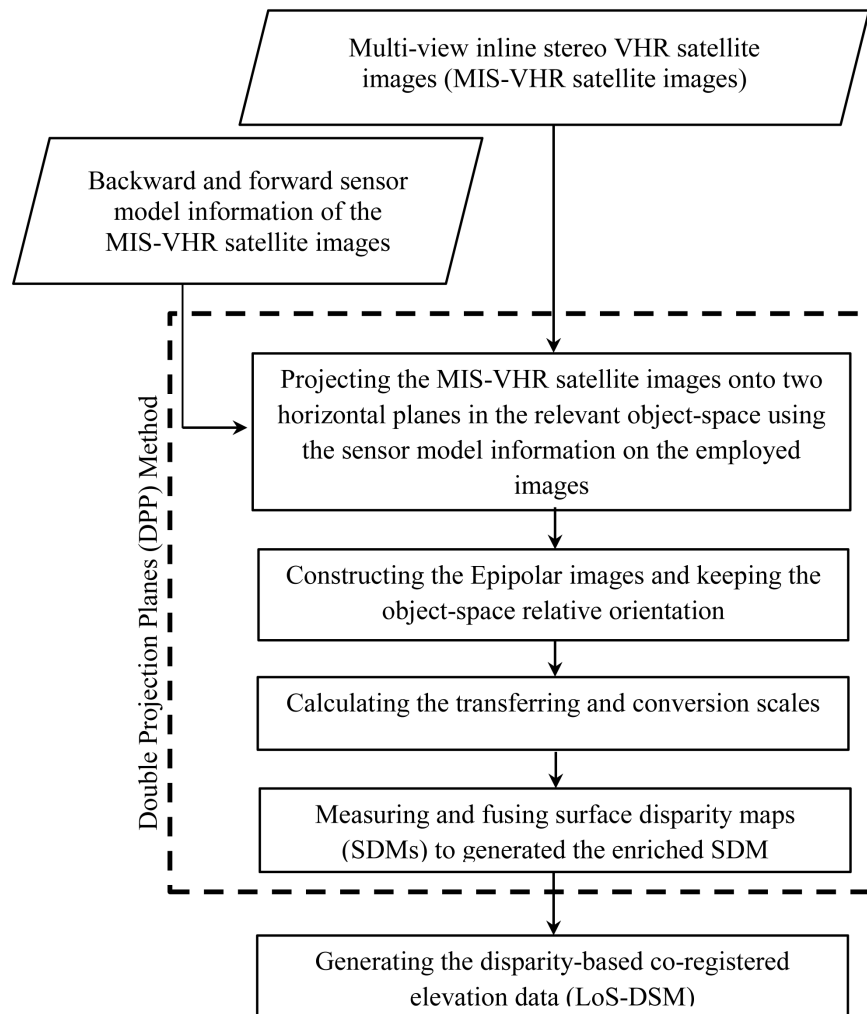 Multi-view inline stereo VHR satellite
images (MIS-VHR satellite images)
Backward and forward sensor
model information of the
MIS-VHR satellite images
Double Projection Planes (DPP) Method
Projecting the MIS-VHR satellite images onto two
horizontal planes in the relevant object-space using
the sensor model information on the employed
images
Constructing the Epipolar images and keeping the
object-space relative orientation
Calculating the transferring and conversion scales
Measuring and fusing surface disparity maps
(SDMs) to generated the enriched SDM
Generating the disparity-based co-registered
elevation data (LoS-DSM)